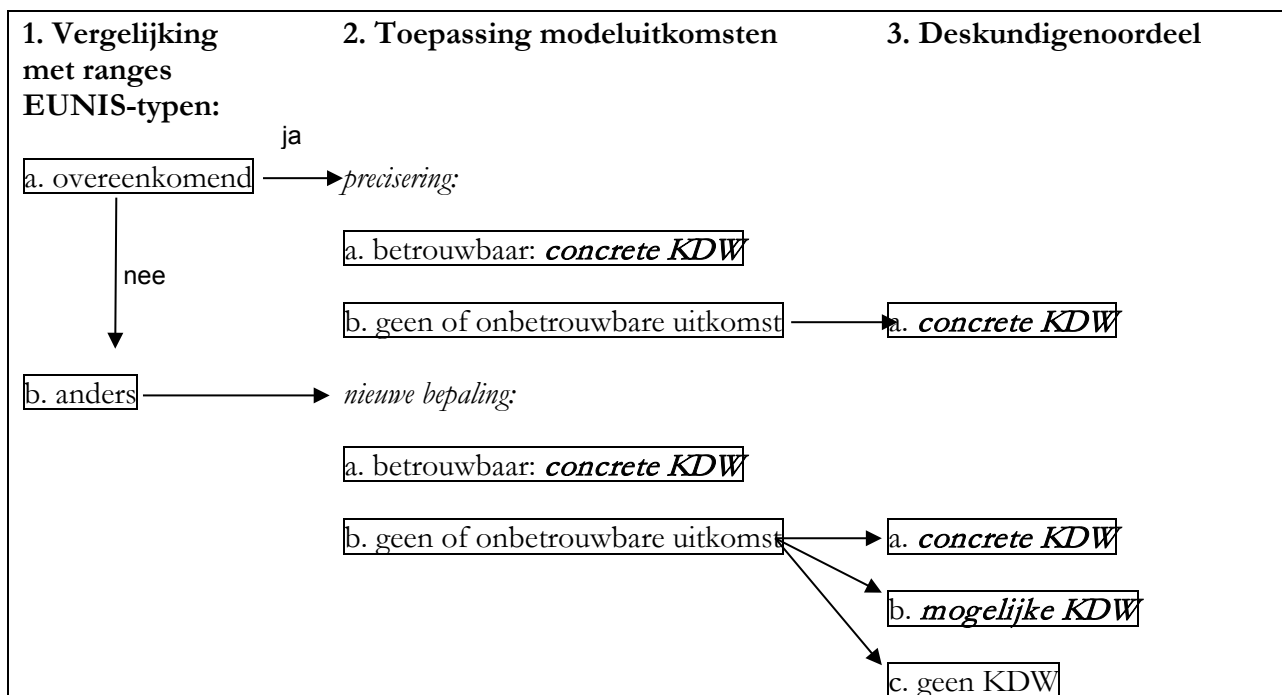 1. Vergelijking met ranges EUNIS-typen:
2. Toepassing modeluitkomsten
3. Deskundigenoordeel
ja
a. overeenkomend
precisering:
a. betrouwbaar: concrete KDW
nee
b. geen of onbetrouwbare uitkomst
a. concrete KDW
b. anders
nieuwe bepaling:
a. betrouwbaar: concrete KDW
b. geen of onbetrouwbare uitkomst
a. concrete KDW
b. mogelijke KDW
c. geen KDW